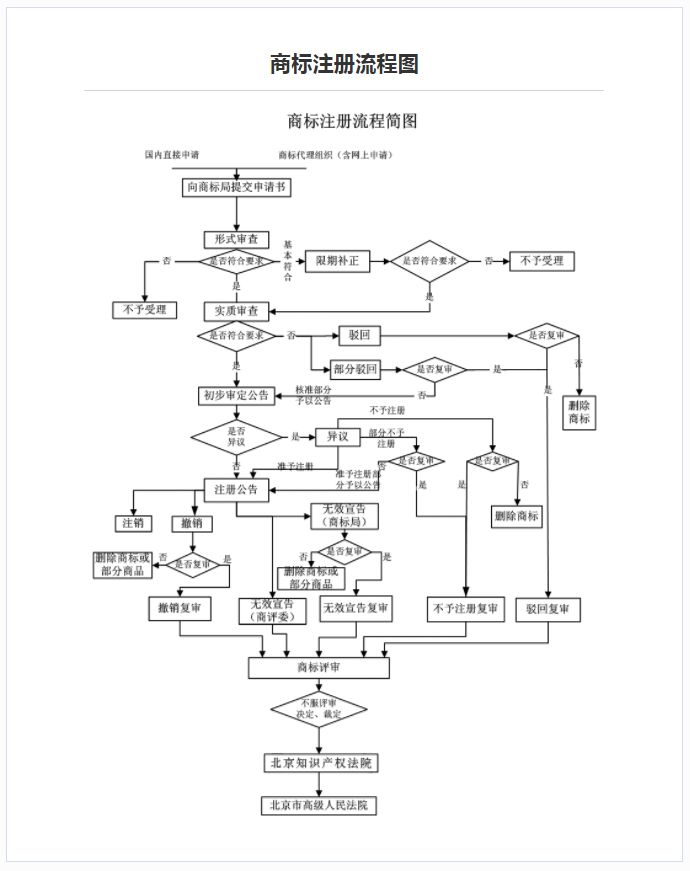 商标注册流程图
商标注册流程简图
国内直接申请
商标代理组织（含网上申请）
向商标局提交申请书
形式审查
是否符合要求
否
基
本
符
合
限期补正
是否符合要求
否
不予受理
是
是
不予受理
实质审查
是否符合要求
否
驳回
是否复审
是
部分驳回
是否复审
是
否
是
初步审定公告
核准部分
予以公告
否
删除
商标
不予注册
是否
异议
是
异议
部分不予
注册
否
准予注册
是否复审
否
准予注册部
分予以公告
是否复审
是
是
否
注册公告
注销
撤销
无效宣告
（商标局）
删除商标
删除商标或
部分商品
否
是否复审
是
否
是否复审
是
删除商标或
部分商品
撤销复审
无效宣告
（商评委）
无效宣告复审
不予注册复审
驳回复审
商标评审
不服评审
决定、裁定
北京知识产权法院
北京市高级人民法院